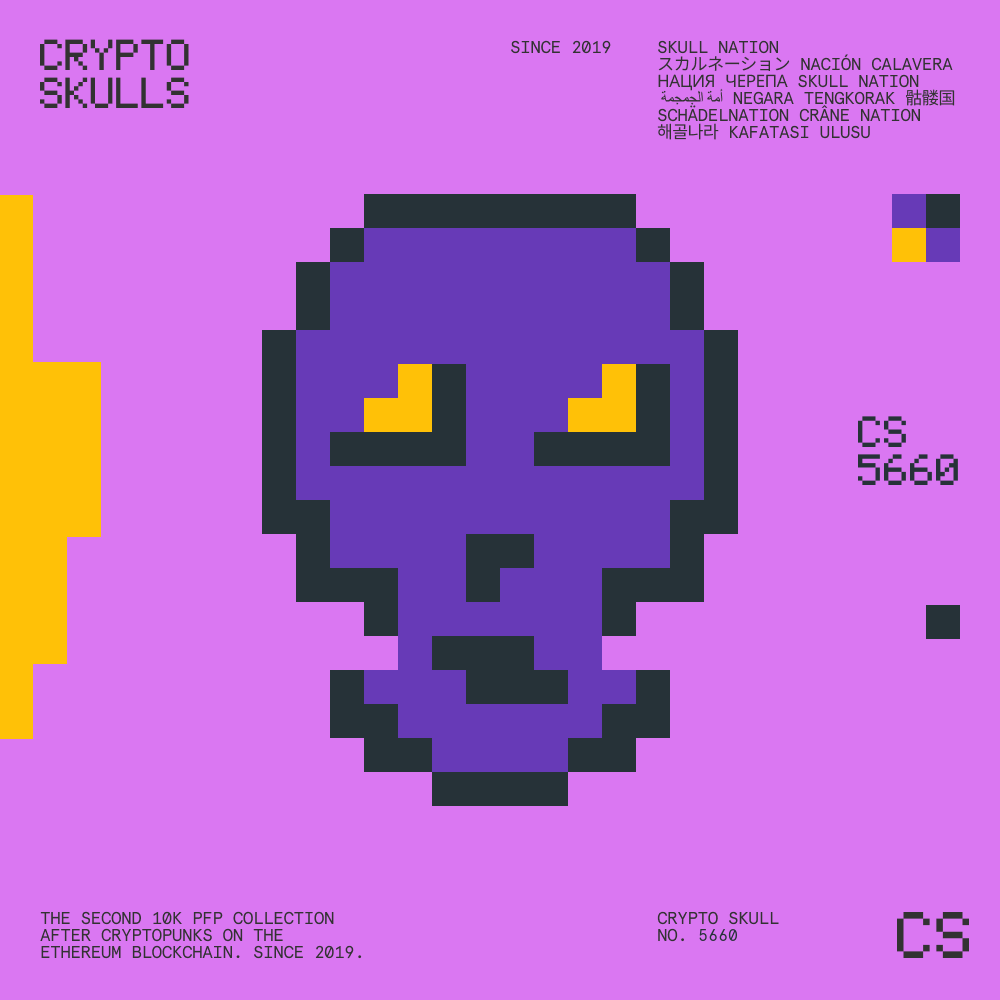 CRYPTO
SKULLS
SINCE 2019
SKULL NATION
スカルネーション NACIÓN CALAVERA
НАЦИЯ ЧЕРЕПА SKULL NATION
أمة الجمجمة NEGARA TENGKORAK 骷髅国
SCHÄDELNATION CRÂNE NATION
해골나라 KAFATASI ULUSU
CS
5660
THE SECOND 10K PFP COLLECTION
AFTER CRYPTOPUNKS ON THE
ETHEREUM BLOCKCHAIN. SINCE 2019.
CRYPTO SKULL
NO. 5660
CS